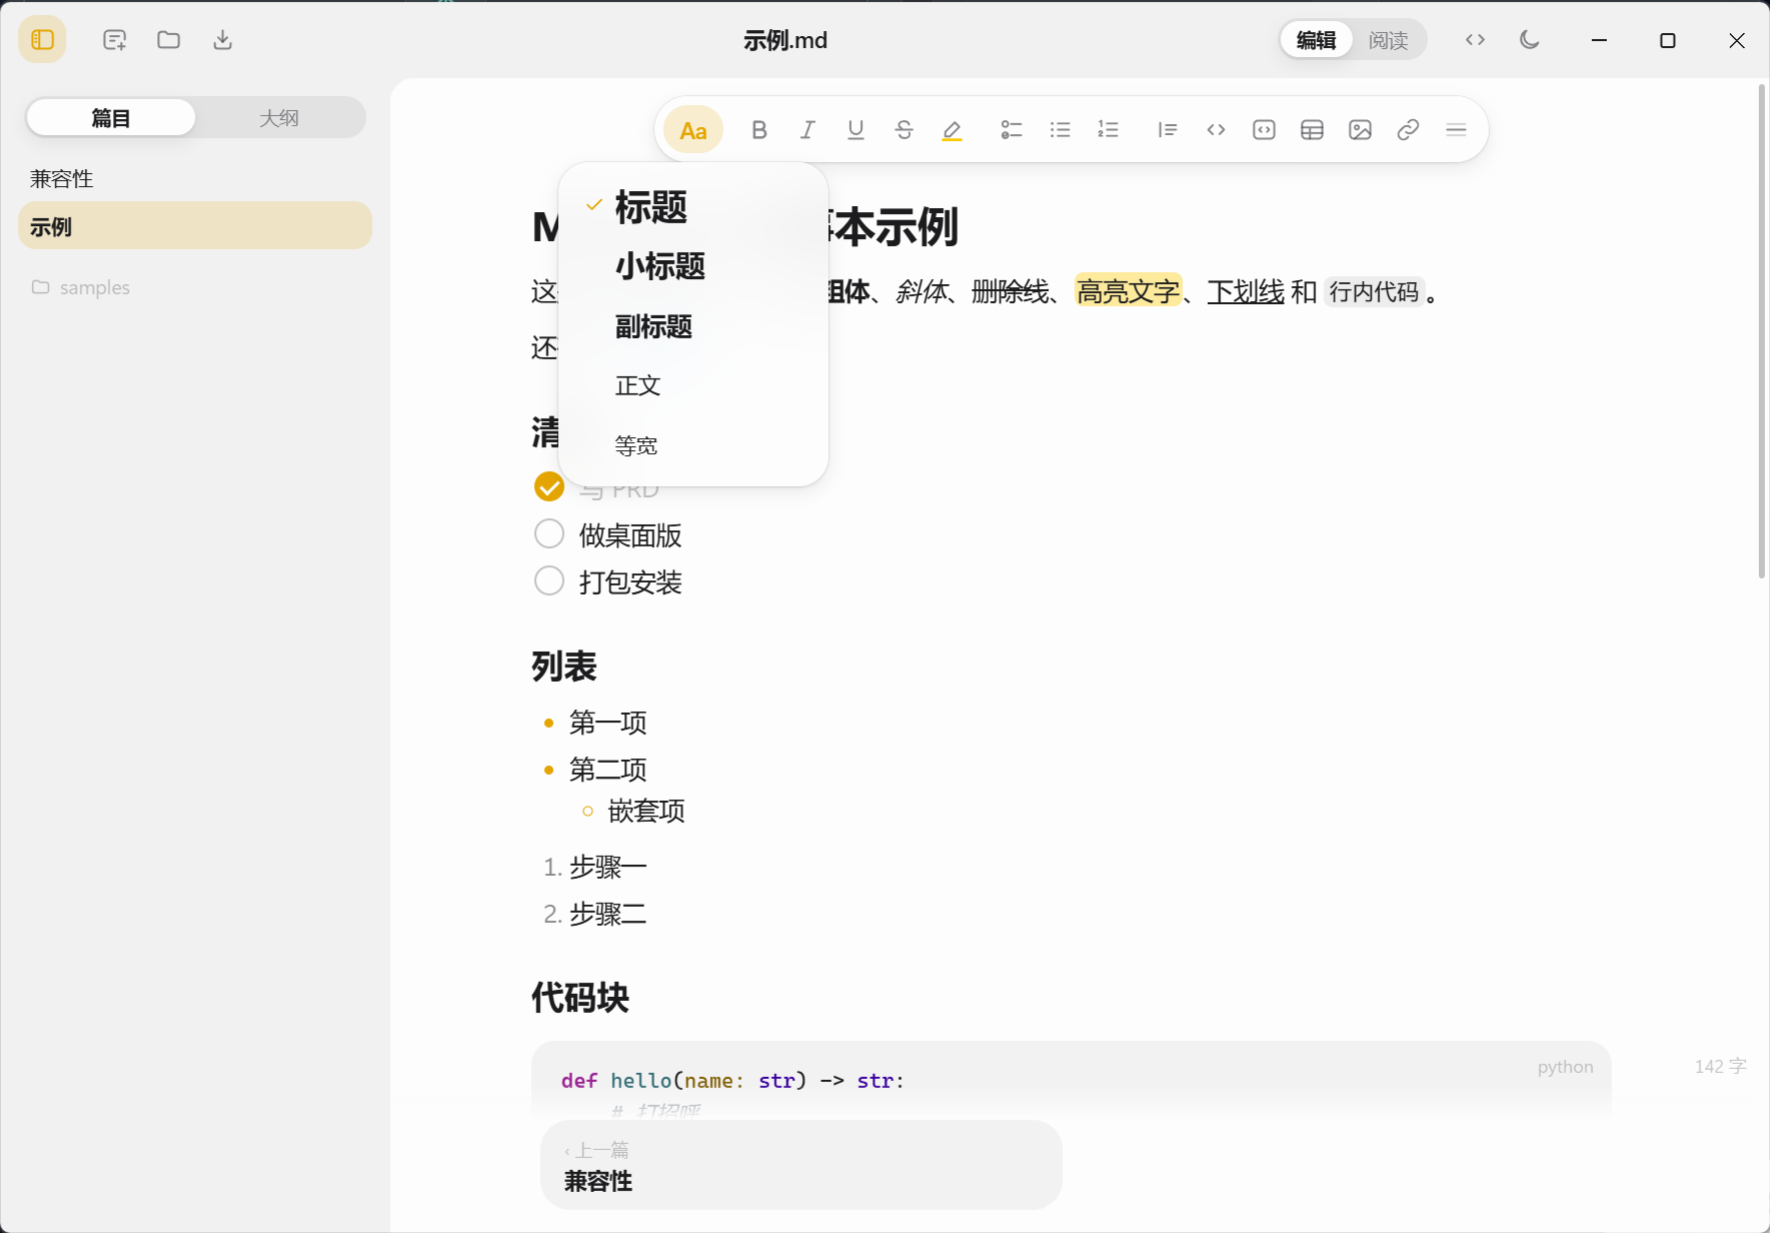 示例.md
编辑 阅读
篇目 大纲
兼容性
示例
samples
Aa B I U S
标题
小标题
副标题
正文
等宽
本示例
这 粗体、斜体、删除线、高亮文字、下划线 和 行内代码。
还
清
写 PRD
做桌面版
打包安装
列表
第一项
第二项
嵌套项
1. 步骤一
2. 步骤二
代码块
python
def hello(name: str) -> str:
# 打招呼
142 字
‹ 上一篇
兼容性